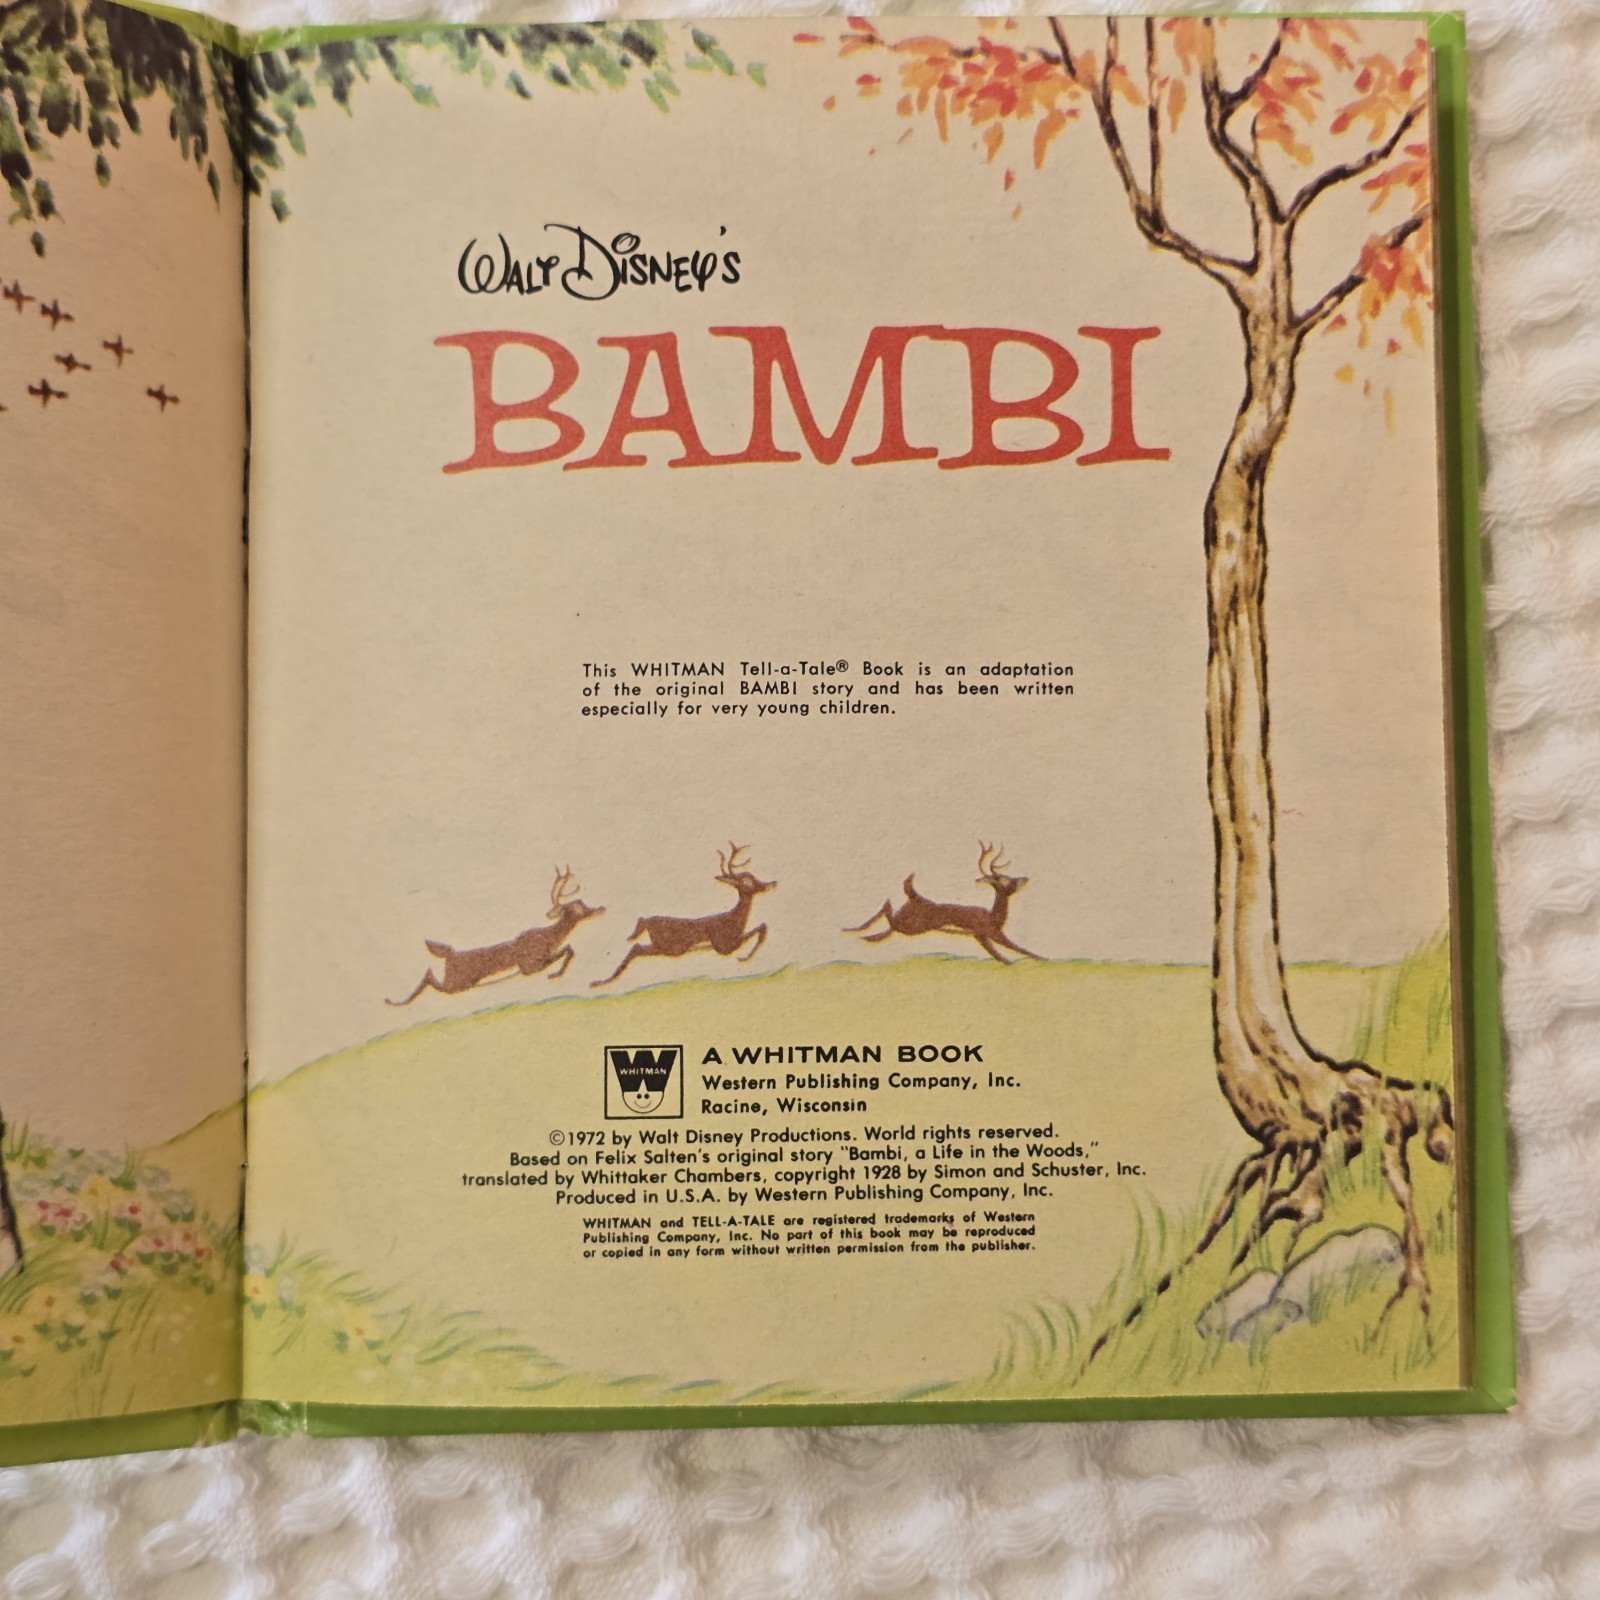 WALT DISNEY'S
BAMBI
This WHITMAN Tell-a-Tale® Book is an adaptation
of the original BAMBI story and has been written
especially for very young children.
WHITMAN
A WHITMAN BOOK
Western Publishing Company, Inc.
Racine, Wisconsin
©1972 by Walt Disney Productions. World rights reserved.
Based on Felix Salten's original story "Bambi, a Life in the Woods,"
translated by Whittaker Chambers, copyright 1928 by Simon and Schuster, Inc.
Produced in U.S.A. by Western Publishing Company, Inc.
WHITMAN and TELL-A-TALE are registered trademarks of Western
Publishing Company, Inc. No part of this book may be reproduced
or copied in any form without written permission from the publisher.